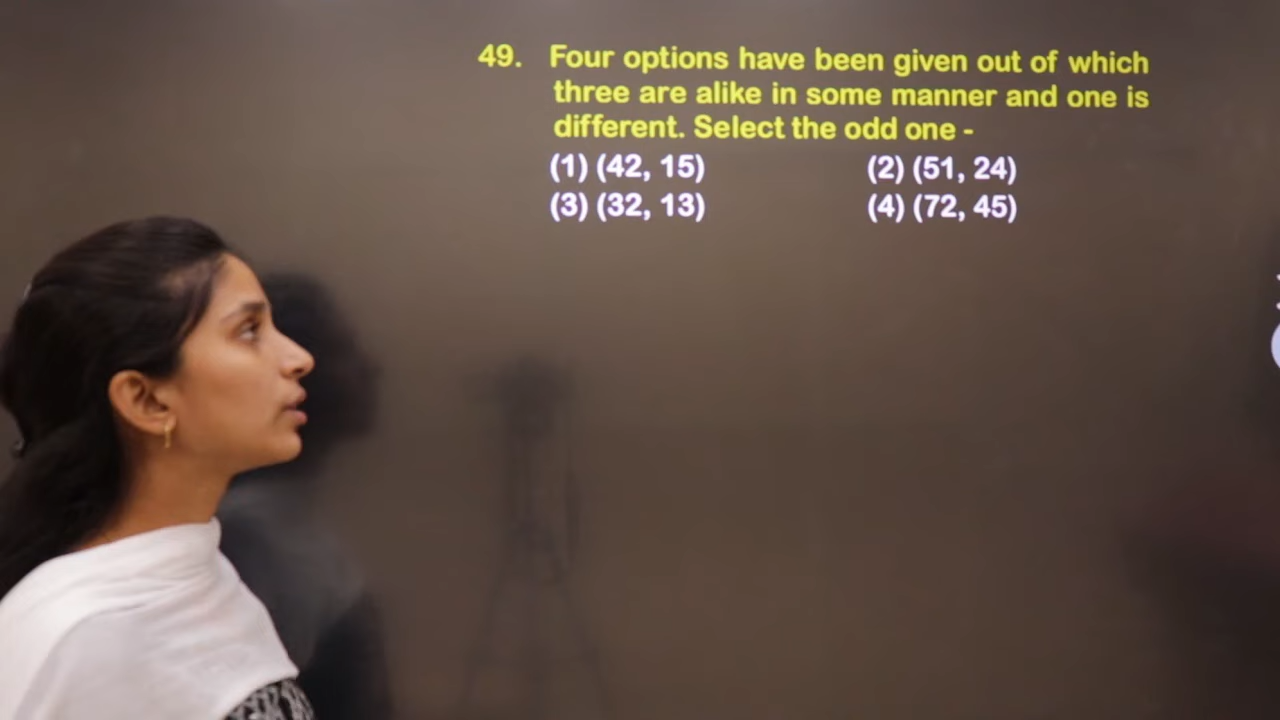 49. Four options have been given out of which
three are alike in some manner and one is
different. Select the odd one -
(1) (42, 15) (2) (51, 24)
(3) (32, 13) (4) (72, 45)